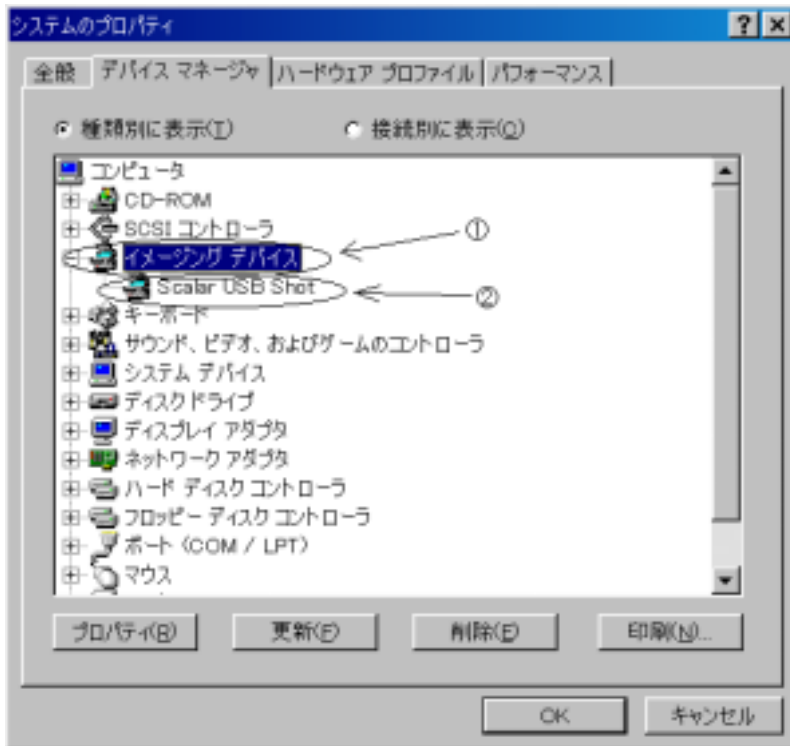 システムのプロパティ
全般 デバイス マネージャ ハードウェア プロファイル パフォーマンス
種類別に表示(T) 接続別に表示(O)
コンピュータ
CD-ROM
SCSI コントローラ
イメージング デバイス ①
Scalar USB Shot ②
キーボード
サウンド、ビデオ、およびゲームのコントローラ
システム デバイス
ディスク ドライブ
ディスプレイ アダプタ
ネットワーク アダプタ
ハード ディスク コントローラ
フロッピー ディスク コントローラ
ポート (COM / LPT)
マウス
プロパティ(R) 更新(F) 削除(E) 印刷(N)...
OK キャンセル